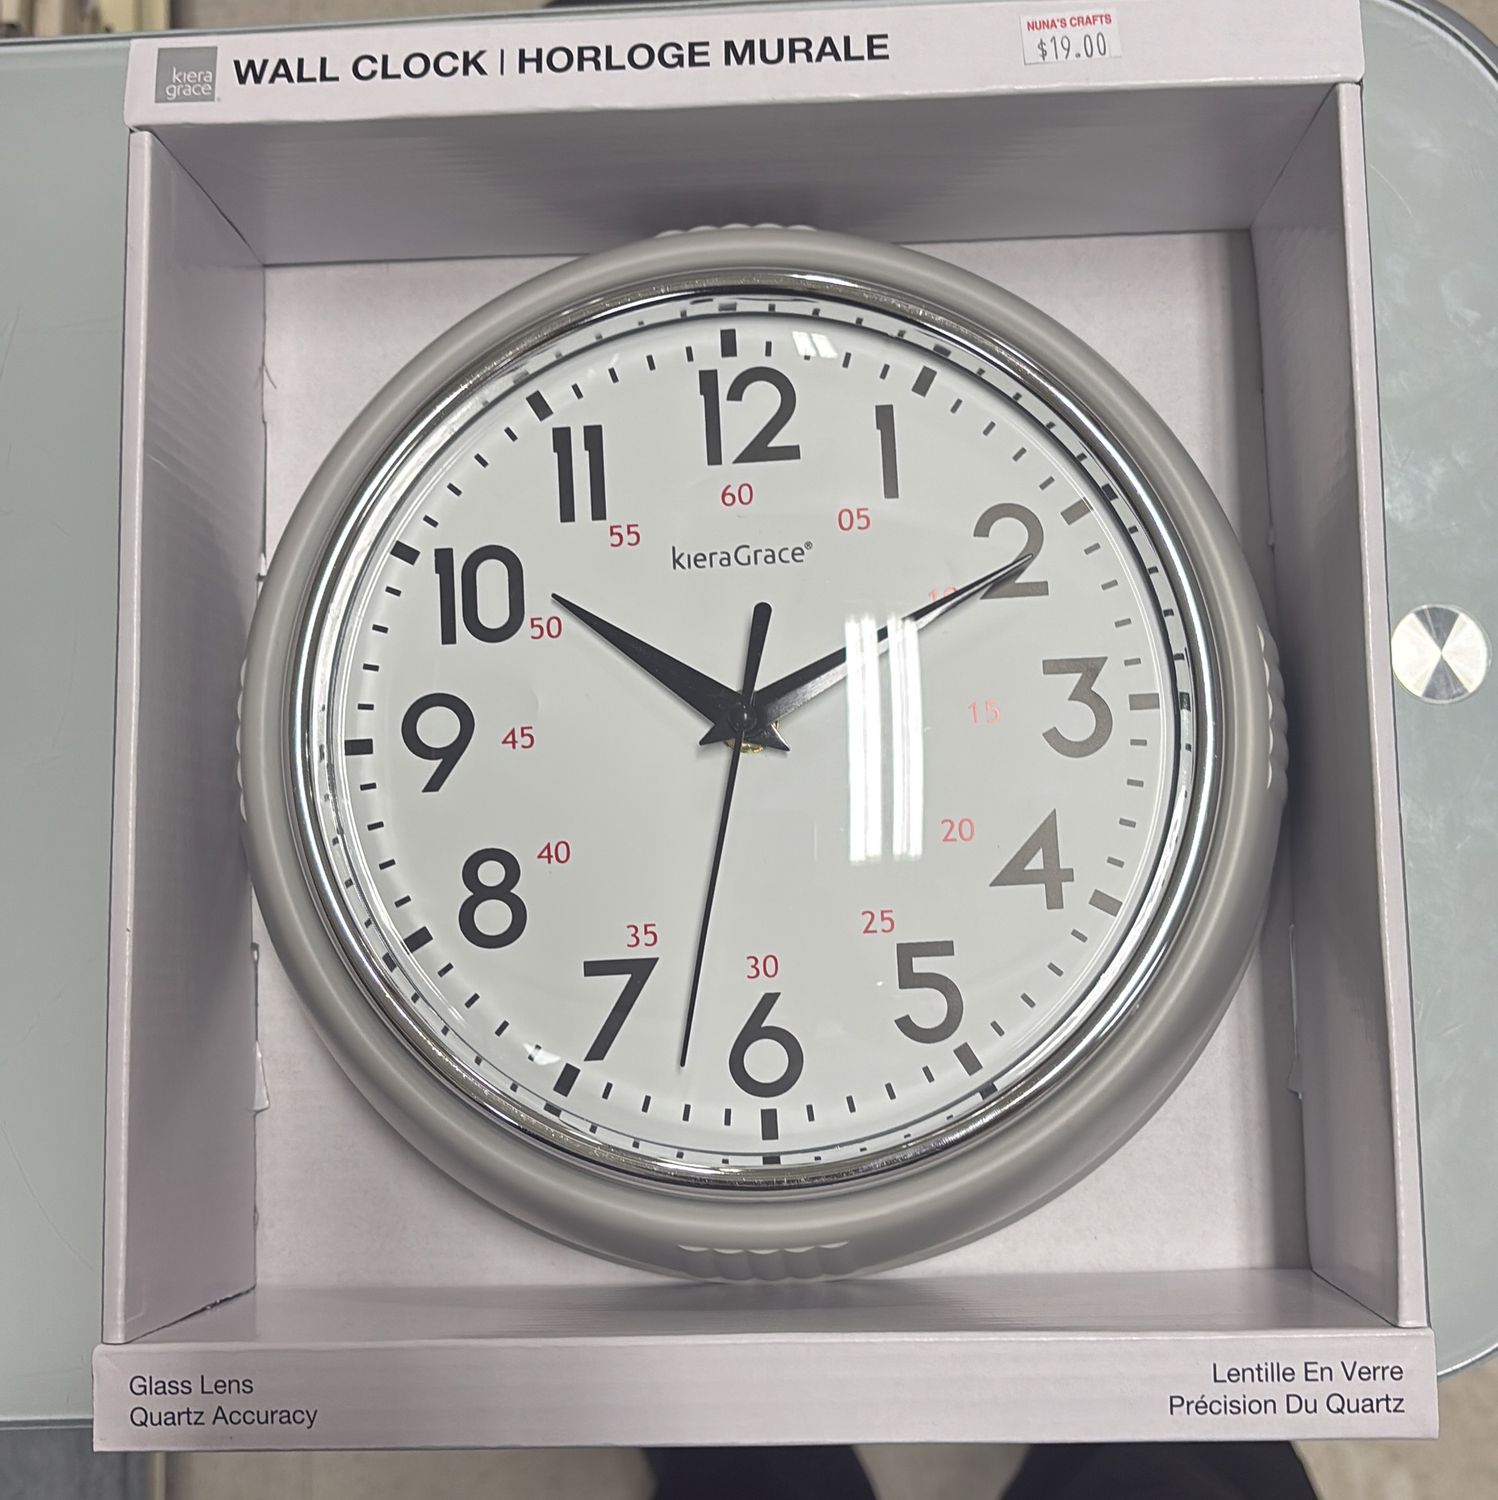 kiera
grace
WALL CLOCK | HORLOGE MURALE
NUNA'S CRAFTS
$19.00
12
11
1
60
55
05
kıeraGrace®
10
2
50
10
9
3
45
15
8
4
40
20
35
25
7
5
30
6
Glass Lens
Quartz Accuracy
Lentille En Verre
Précision Du Quartz